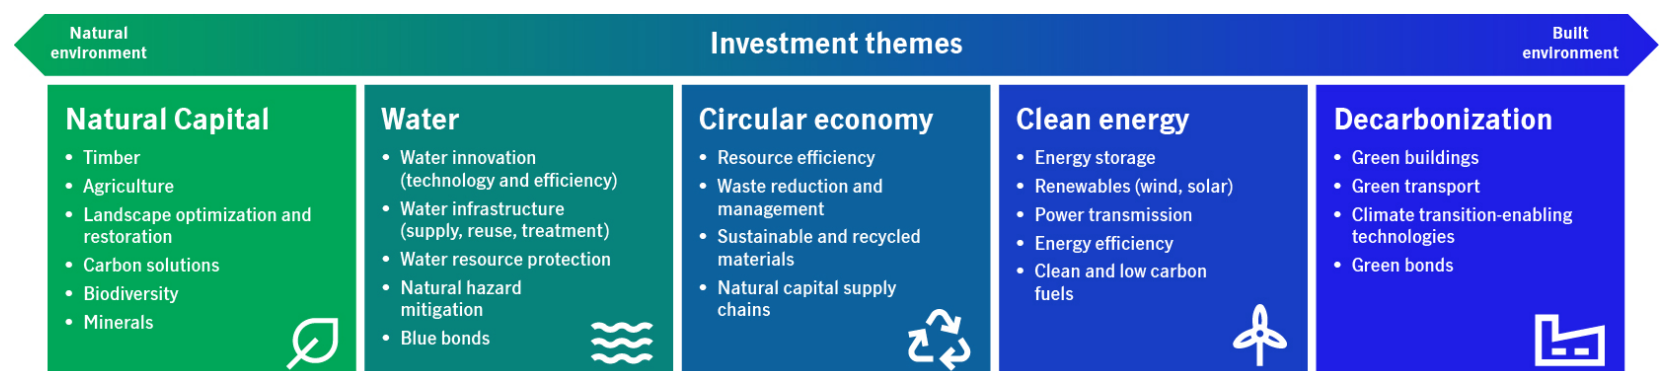 Natural
environment
Investment themes
Built
environment
Natural Capital
• Timber
• Agriculture
• Landscape optimization and
restoration
• Carbon solutions
• Biodiversity
• Minerals
Water
• Water innovation
(technology and efficiency)
• Water infrastructure
(supply, reuse, treatment)
• Water resource protection
• Natural hazard
mitigation
• Blue bonds
Circular economy
• Resource efficiency
• Waste reduction and
management
• Sustainable and recycled
materials
• Natural capital supply
chains
Clean energy
• Energy storage
• Renewables (wind, solar)
• Power transmission
• Energy efficiency
• Clean and low carbon
fuels
Decarbonization
• Green buildings
• Green transport
• Climate transition-enabling
technologies
• Green bonds